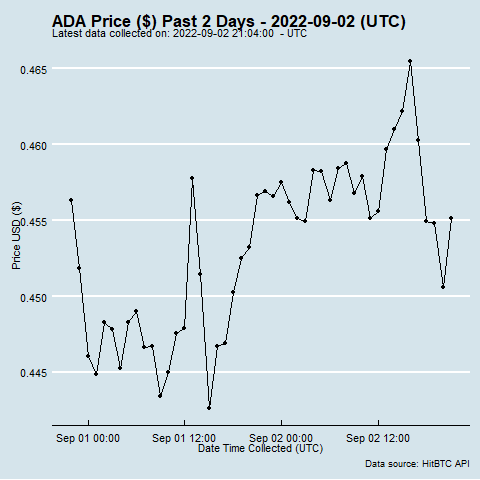 ADA Price ($) Past 2 Days - 2022-09-02 (UTC)
Latest data collected on: 2022-09-02 21:04:00  - UTC
0.465
0.460
0.455
0.450
0.445
Price USD ($)
Sep 01 00:00 Sep 01 12:00 Sep 02 00:00 Sep 02 12:00
Date Time Collected (UTC)
Data source: HitBTC API